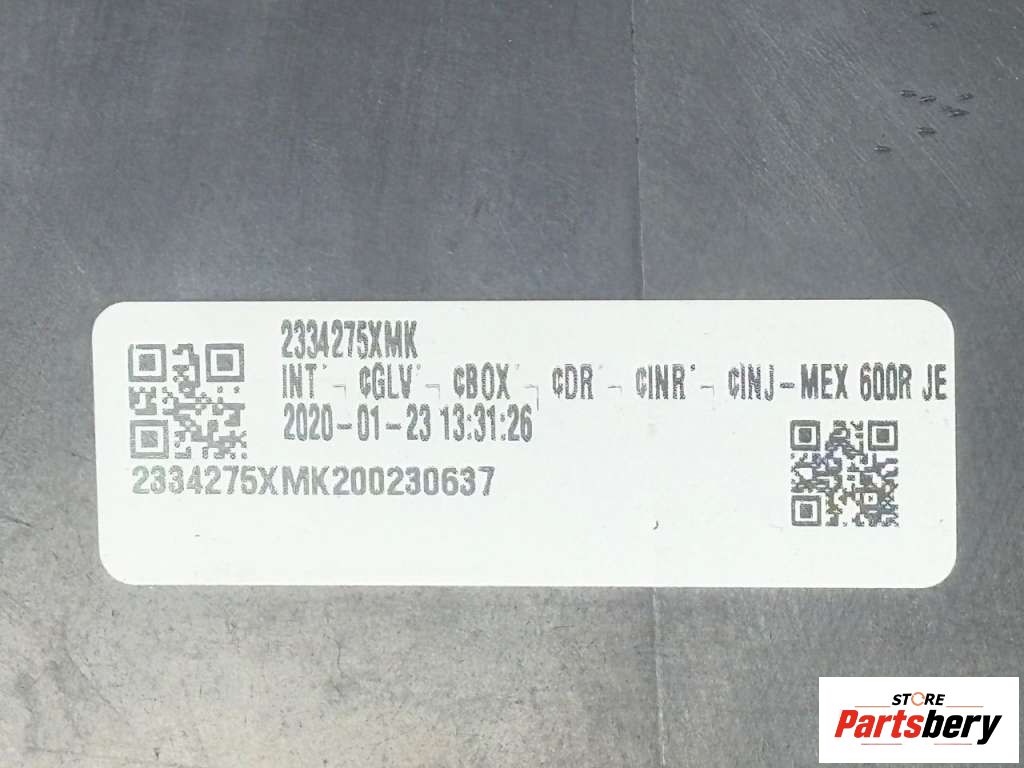 2334275XMK
INT ¬ ¢GLV ¬ ¢BOX ¬ ¢DR ¬ ¢INR ¬ ¢INJ-MEX 600R JE
2020-01-23 13:31:26
2334275XMK200230637
STORE
Partsbery